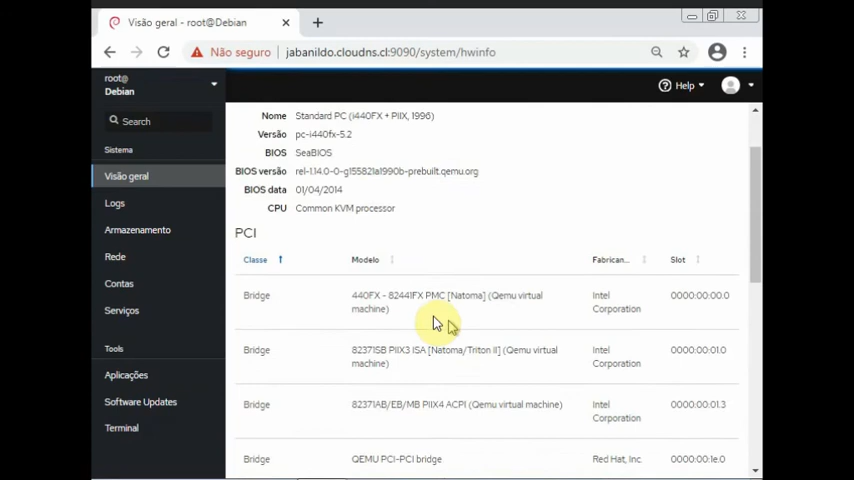 Visão geral - root@Debian
Não seguro
jabanildo.cloudns.cl:9090/system/hwinfo
root@
Debian
Help
Search
Sistema
Visão geral
Logs
Armazenamento
Rede
Contas
Serviços
Tools
Aplicações
Software Updates
Terminal
Nome Standard PC (i440FX + PIIX, 1996)
Versão pc-i440fx-5.2
BIOS SeaBIOS
BIOS versão rel-1.14.0-0-g155821a1990b-prebuilt.qemu.org
BIOS data 01/04/2014
CPU Common KVM processor
PCI
Classe Modelo Fabrican... Slot
Bridge 440FX - 82441FX PMC [Natoma] (Qemu virtual machine) Intel Corporation 0000:00:00.0
Bridge 82371SB PIIX3 ISA [Natoma/Triton II] (Qemu virtual machine) Intel Corporation 0000:00:01.0
Bridge 82371AB/EB/MB PIIX4 ACPI (Qemu virtual machine) Intel Corporation 0000:00:01.3
Bridge QEMU PCI-PCI bridge Red Hat, Inc. 0000:00:1e.0